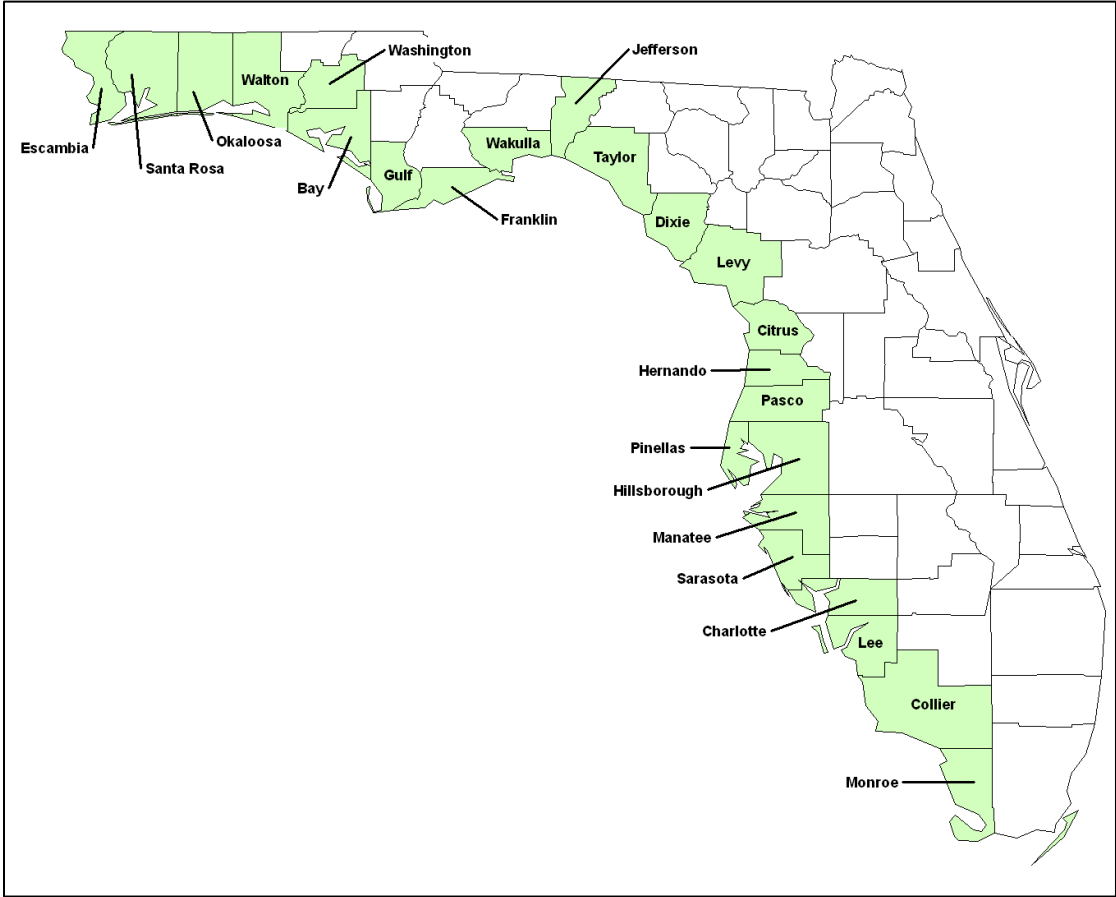 Washington
Jefferson
Walton
Okaloosa
Escambia
Santa Rosa
Bay
Gulf
Wakulla
Franklin
Taylor
Dixie
Levy
Citrus
Hernando
Pasco
Pinellas
Hillsborough
Manatee
Sarasota
Charlotte
Lee
Collier
Monroe